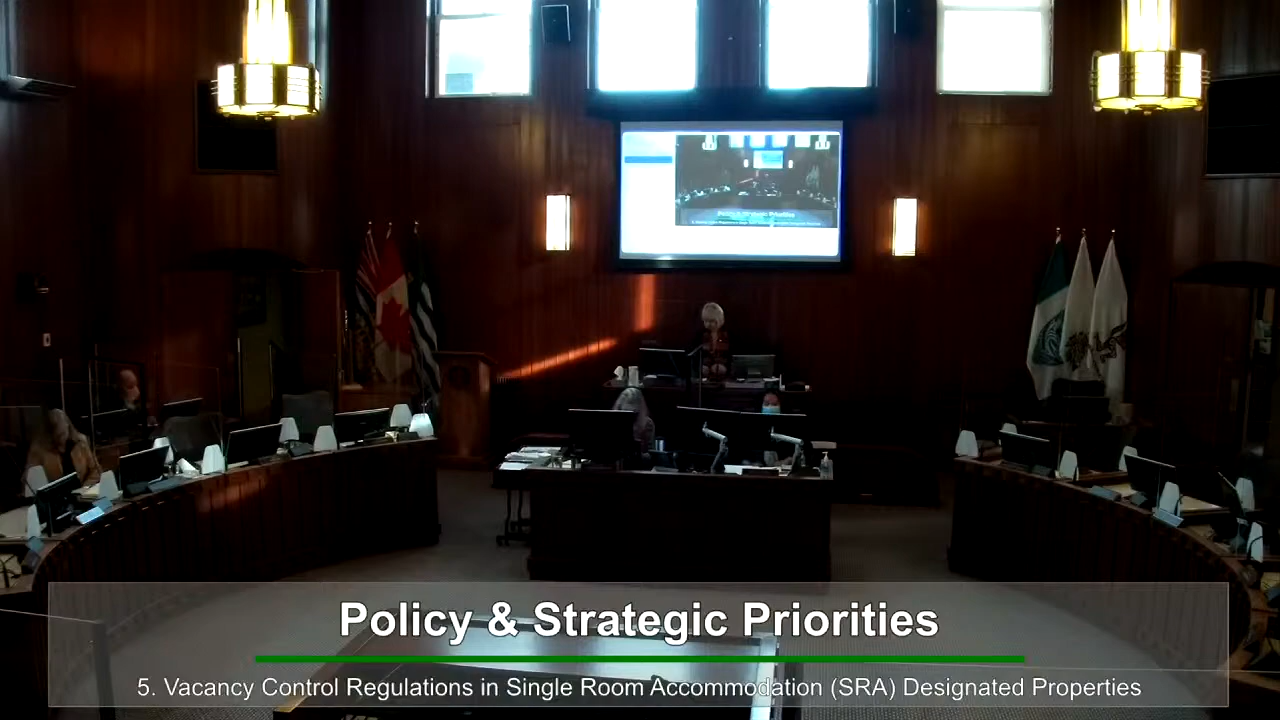 Policy & Strategic Priorities
5. Vacancy Control Regulations in Single Room Accommodation (SRA) Designated Properties